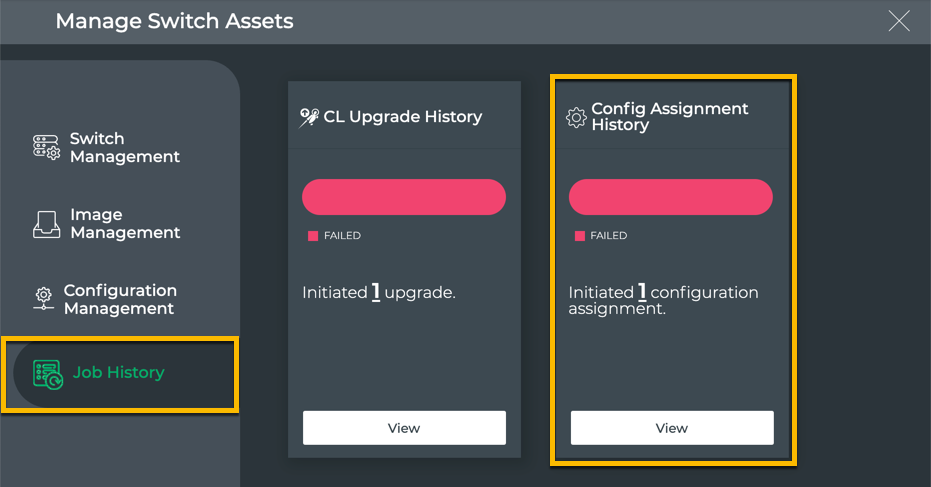 Manage Switch Assets
Switch
Management
Image
Management
Configuration
Management
Job History
CL Upgrade History
FAILED
Initiated 1 upgrade.
View
Config Assignment
History
FAILED
Initiated 1 configuration
assignment.
View